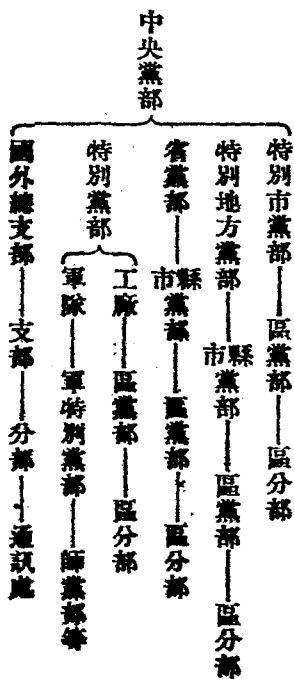 中央黨部
特別市黨部
區黨部
區分部
特別地方黨部
市縣黨部
區黨部
區分部
省黨部
市縣黨部
區黨部
區分部
特別黨部
工廠
區黨部
區分部
軍隊
軍特別黨部
師黨部等
國外總支部
支部
分部
通訊處